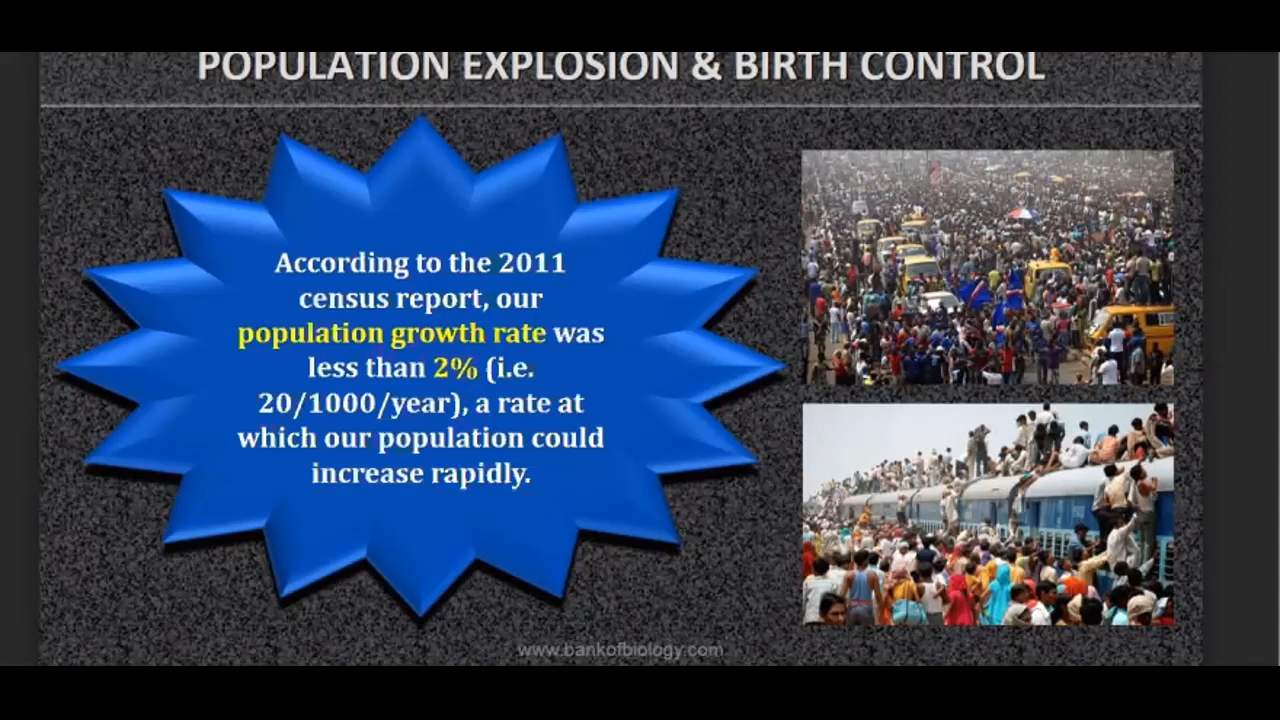 POPULATION EXPLOSION & BIRTH CONTROL
According to the 2011
census report, our
population growth rate was
less than 2% (i.e.
20/1000/year), a rate at
which our population could
increase rapidly.
www.bankofbiology.com